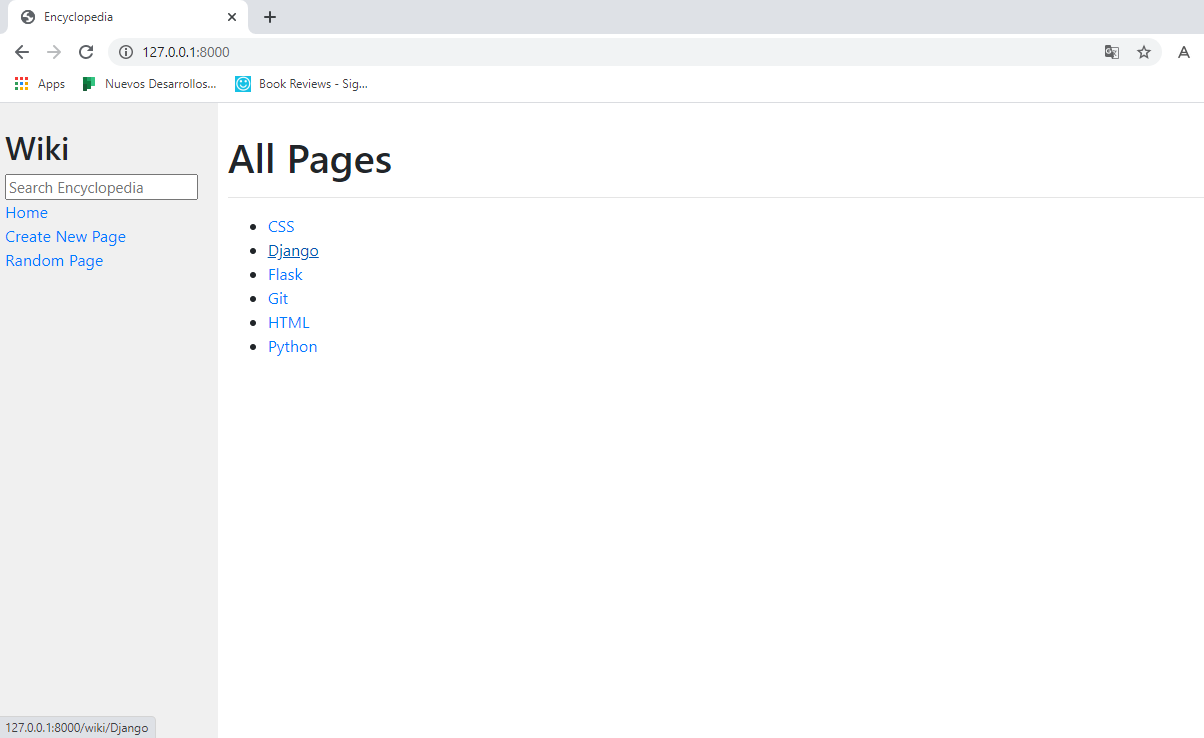 Encyclopedia
127.0.0.1:8000
Apps
Nuevos Desarrollos...
Book Reviews - Sig...
Wiki
Search Encyclopedia
Home
Create New Page
Random Page
All Pages
CSS
Django
Flask
Git
HTML
Python
127.0.0.1:8000/wiki/Django